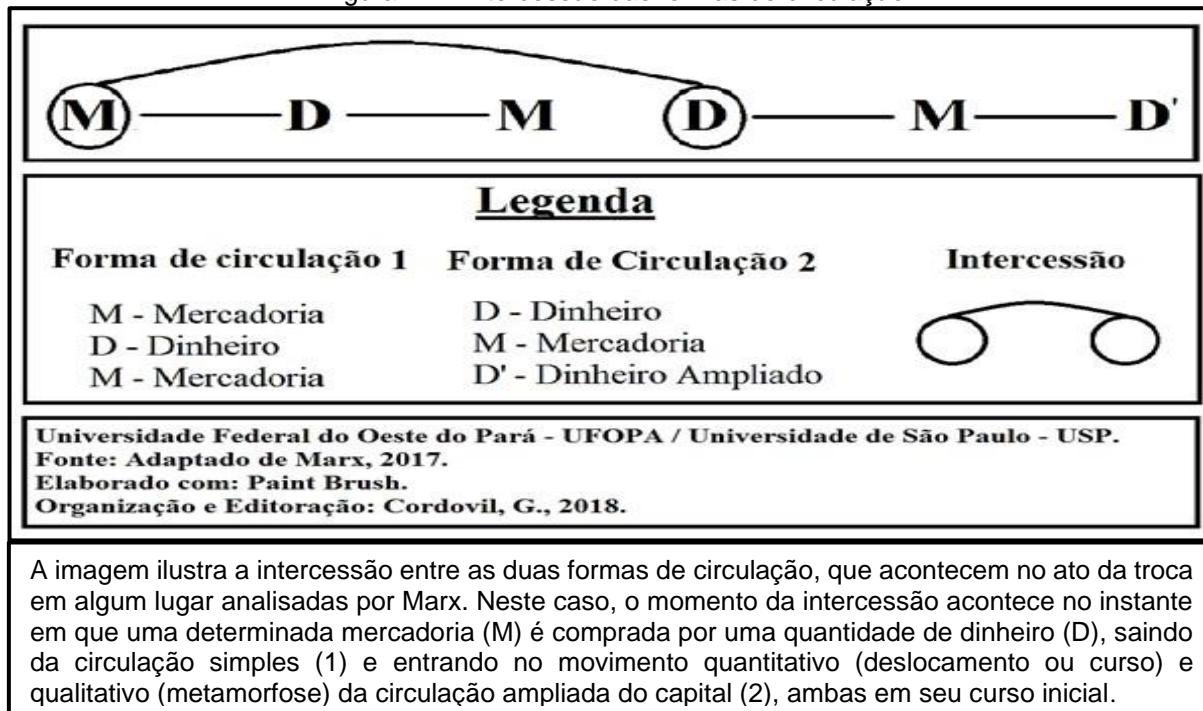 M D M D M D'
Legenda
Forma de circulação 1 Forma de Circulação 2 Intercessão
M - Mercadoria D - Dinheiro
D - Dinheiro M - Mercadoria
M - Mercadoria D' - Dinheiro Ampliado
Universidade Federal do Oeste do Pará - UFOPA / Universidade de São Paulo - USP.
Fonte: Adaptado de Marx, 2017.
Elaborado com: Paint Brush.
Organização e Editoração: Cordovil, G., 2018.
A imagem ilustra a intercessão entre as duas formas de circulação, que acontecem no ato da troca
em algum lugar analisadas por Marx. Neste caso, o momento da intercessão acontece no instante
em que uma determinada mercadoria (M) é comprada por uma quantidade de dinheiro (D), saindo
da circulação simples (1) e entrando no movimento quantitativo (deslocamento ou curso) e
qualitativo (metamorfose) da circulação ampliada do capital (2), ambas em seu curso inicial.